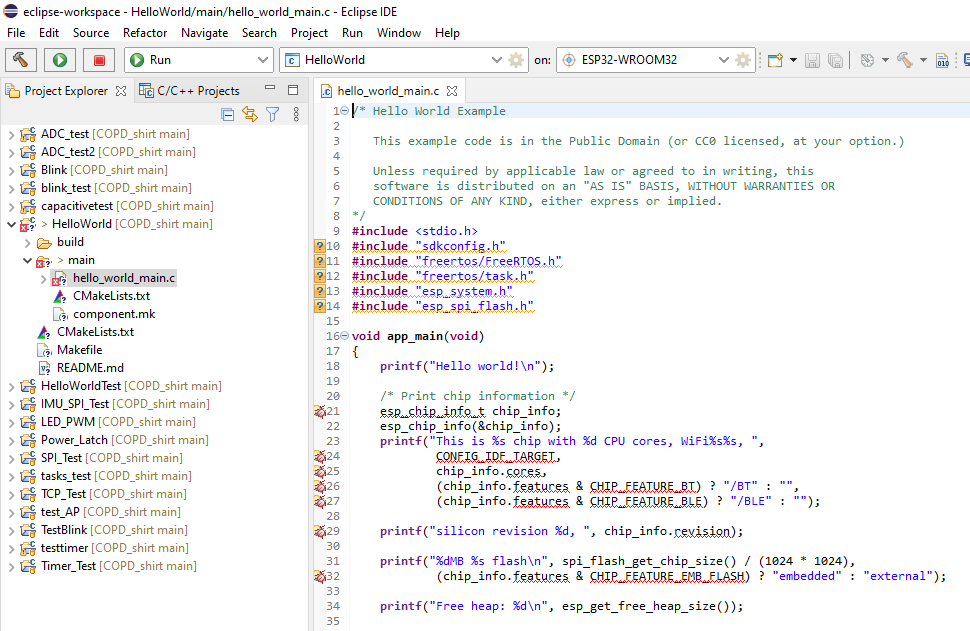 eclipse-workspace - HelloWorld/main/hello_world_main.c - Eclipse IDE
File Edit Source Refactor Navigate Search Project Run Window Help
Run HelloWorld on: ESP32-WROOM32 010
Project Explorer C/C++ Projects
ADC_test [COPD_shirt main]
ADC_test2 [COPD_shirt main]
Blink [COPD_shirt main]
blink_test [COPD_shirt main]
capacitivetest [COPD_shirt main]
> HelloWorld [COPD_shirt main]
build
> main
hello_world_main.c
CMakeLists.txt
component.mk
CMakeLists.txt
Makefile
README.md
HelloWorldTest [COPD_shirt main]
IMU_SPI_Test [COPD_shirt main]
LED_PWM [COPD_shirt main]
Power_Latch [COPD_shirt main]
SPI_Test [COPD_shirt main]
tasks_test [COPD_shirt main]
TCP_Test [COPD_shirt main]
test_AP [COPD_shirt main]
TestBlink [COPD_shirt main]
testtimer [COPD_shirt main]
Timer_Test [COPD_shirt main]
hello_world_main.c
1 /* Hello World Example
2
3 This example code is in the Public Domain (or CC0 licensed, at your option.)
4
5 Unless required by applicable law or agreed to in writing, this
6 software is distributed on an "AS IS" BASIS, WITHOUT WARRANTIES OR
7 CONDITIONS OF ANY KIND, either express or implied.
8 */
9 #include <stdio.h>
10 #include "sdkconfig.h"
11 #include "freertos/FreeRTOS.h"
12 #include "freertos/task.h"
13 #include "esp_system.h"
14 #include "esp_spi_flash.h"
15
16 void app_main(void)
17 {
18 printf("Hello world!\n");
19
20 /* Print chip information */
21 esp_chip_info_t chip_info;
22 esp_chip_info(&chip_info);
23 printf("This is %s chip with %d CPU cores, WiFi%s%s, ",
24 CONFIG_IDF_TARGET,
25 chip_info.cores,
26 (chip_info.features & CHIP_FEATURE_BT) ? "/BT" : "",
27 (chip_info.features & CHIP_FEATURE_BLE) ? "/BLE" : "");
28
29 printf("silicon revision %d, ", chip_info.revision);
30
31 printf("%dMB %s flash\n", spi_flash_get_chip_size() / (1024 * 1024),
32 (chip_info.features & CHIP_FEATURE_EMB_FLASH) ? "embedded" : "external");
33
34 printf("Free heap: %d\n", esp_get_free_heap_size());
35